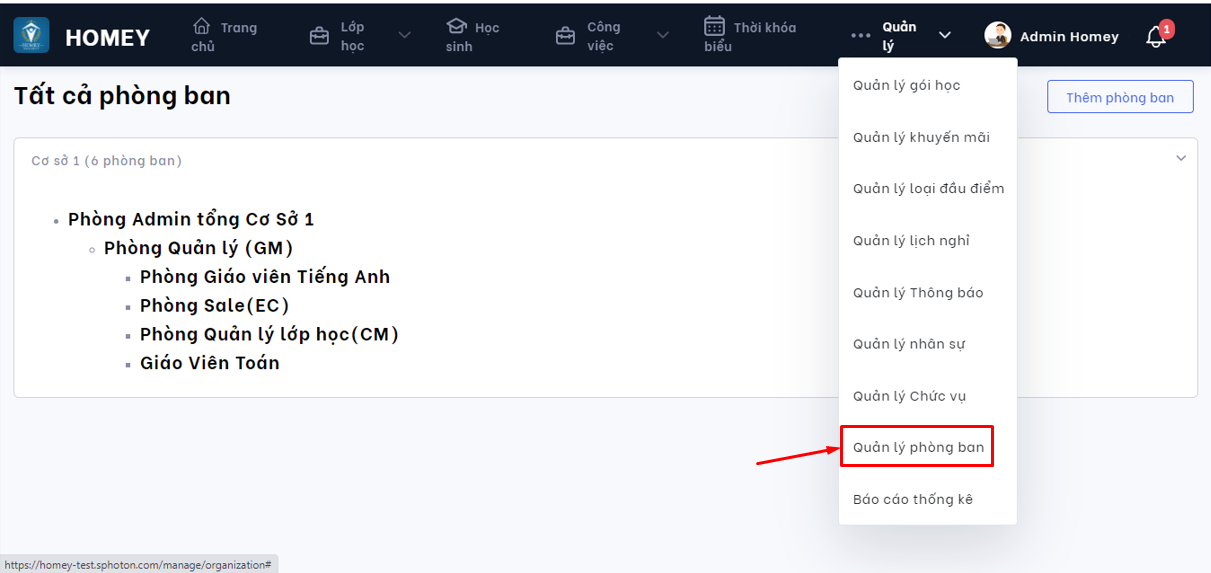 HOMEY
Trang
chủ
Lớp
học
Học
sinh
Công
việc
Thời khóa
biểu
Quản
lý
Admin Homey
1
Tất cả phòng ban
Thêm phòng ban
Cơ sở 1 (6 phòng ban)
Phòng Admin tổng Cơ Sở 1
Phòng Quản lý (GM)
Phòng Giáo viên Tiếng Anh
Phòng Sale(EC)
Phòng Quản lý lớp học(CM)
Giáo Viên Toán
Quản lý gói học
Quản lý khuyến mãi
Quản lý loại đầu điểm
Quản lý lịch nghỉ
Quản lý Thông báo
Quản lý nhân sự
Quản lý Chức vụ
Quản lý phòng ban
Báo cáo thống kê
https://homey-test.sphoton.com/manage/organization#